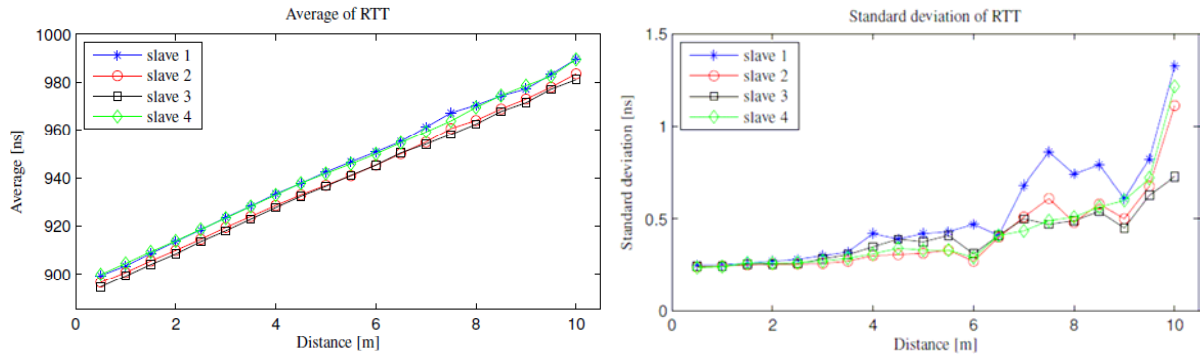 Average of RTT
1000
980
960
940
920
900
0
2
4
6
8
10
Average [ns]
Distance [m]
slave 1
slave 2
slave 3
slave 4
Standard deviation of RTT
1.5
1
0.5
0
0
2
4
6
8
10
Standard deviation [ns]
Distance [m]
slave 1
slave 2
slave 3
slave 4